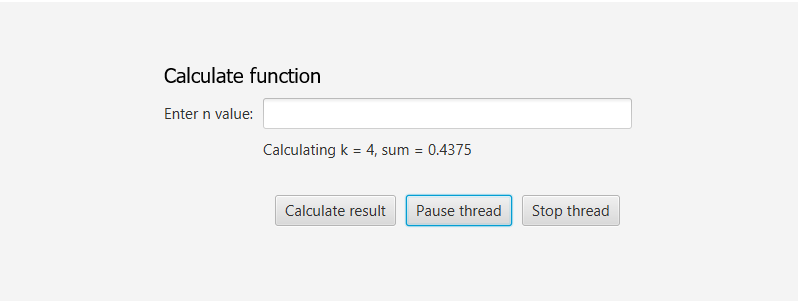 Calculate function
Enter n value:
Calculating k = 4, sum = 0.4375
Calculate result Pause thread Stop thread